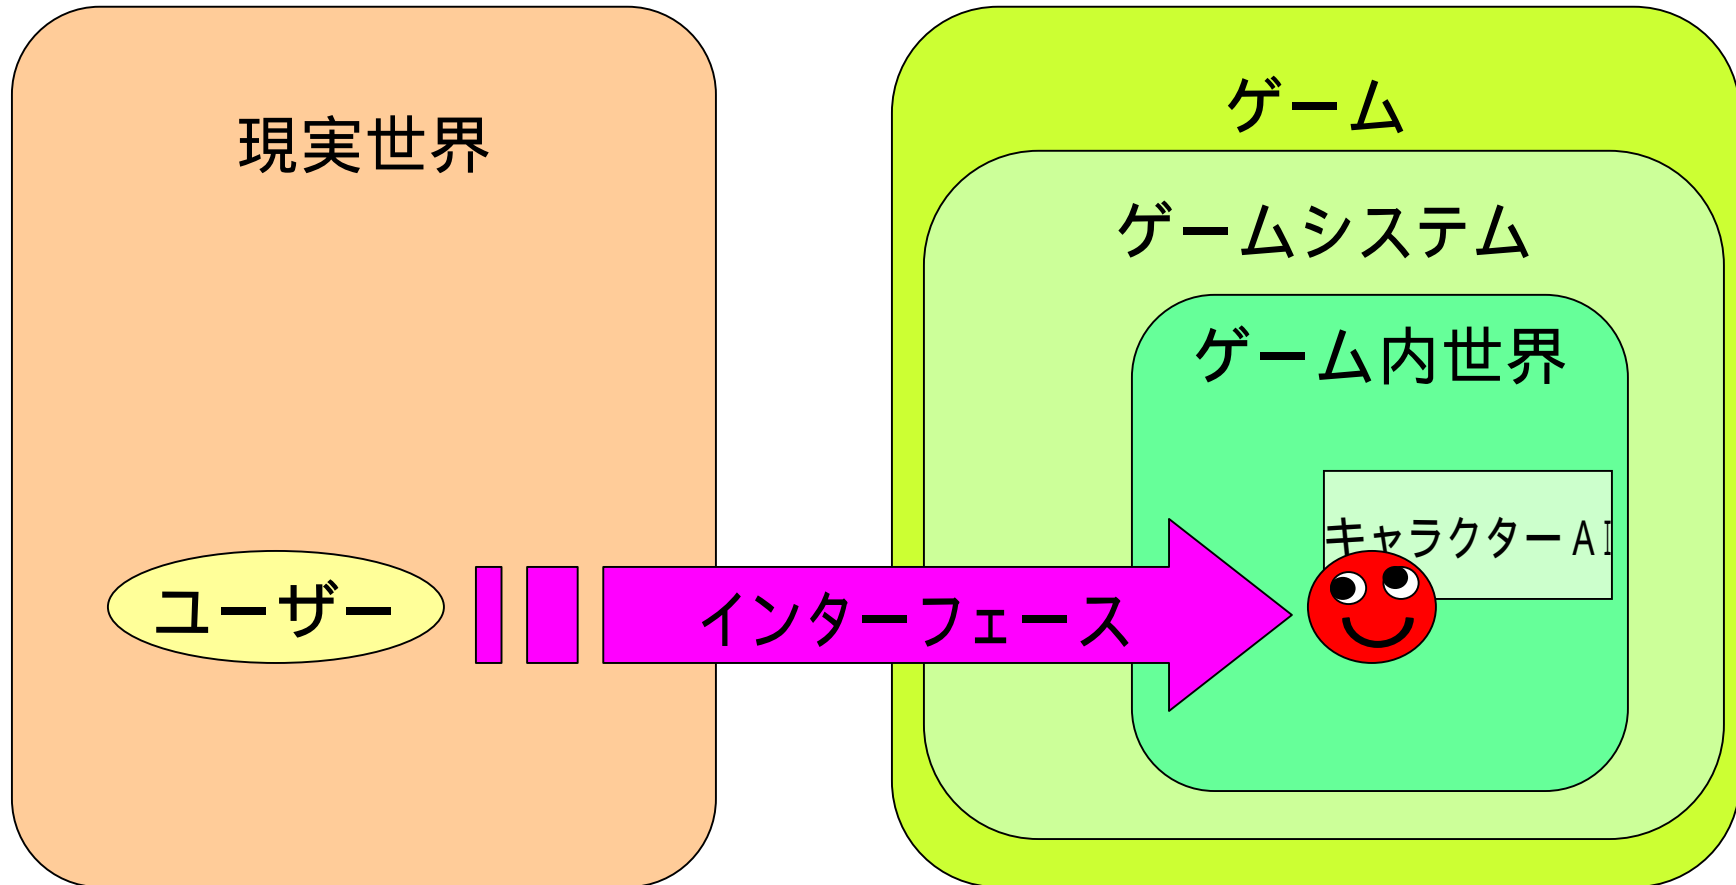 現実世界
ユーザー
インターフェース
ゲーム
ゲームシステム
ゲーム内世界
キャラクターAI